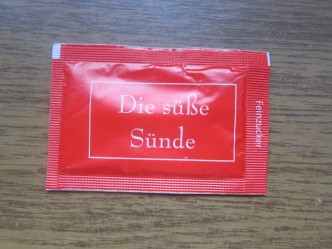 Die süße
Sünde
Feinzucker